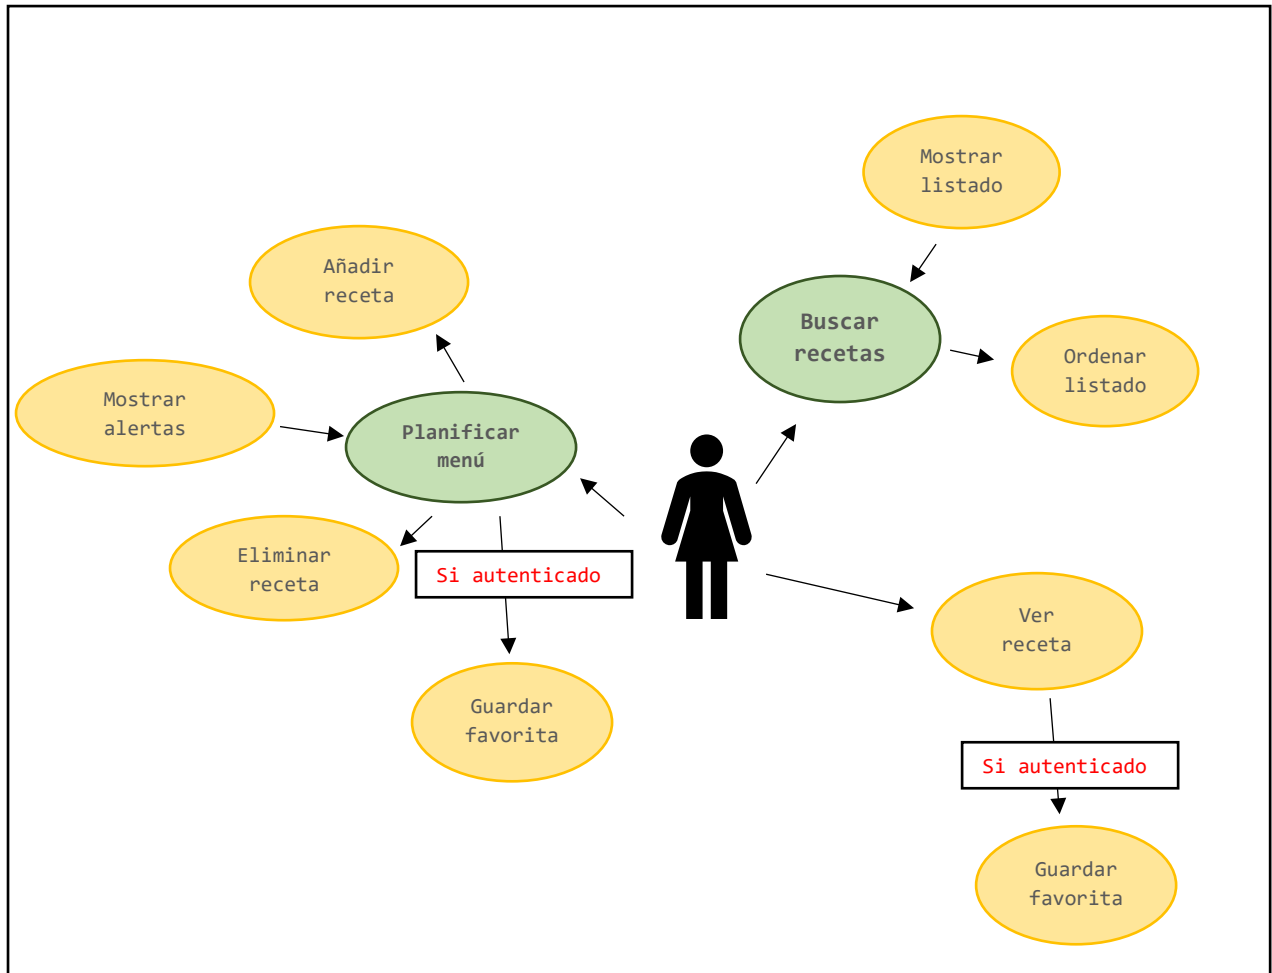 Mostrar
listado
Añadir
receta
Buscar
recetas
Ordenar
listado
Mostrar
alertas
Planificar
menú
Eliminar
receta
Si autenticado
Ver
receta
Guardar
favorita
Si autenticado
Guardar
favorita